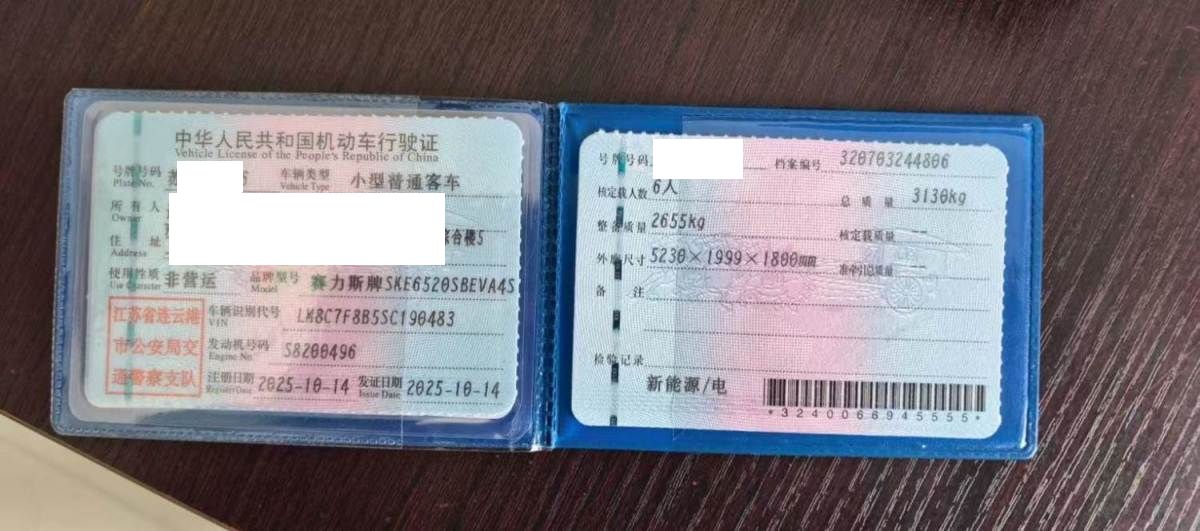 中华人民共和国机动车行驶证
Vehicle License of the People's Republic of China
号牌号码 Plate No. 6 车辆类型 Vehicle Type 小型普通客车
所有人 Owner
住址 Address 综合楼5
使用性质 Use Character 非营运 品牌型号 Model 赛力斯牌SKE6520SBEVA4S
江苏省连云港
市公安局交
通警察支队
车辆识别代号 VIN LM8C7F8B5SC190483
发动机号码 Engine No. S8200496
注册日期 Register Date 2025-10-14 发证日期 Issue Date 2025-10-14
号牌号码 档案编号 320703244806
核定载人数 6人 总质量 3130kg
整备质量 2655kg 核定载质量 --
外廓尺寸 5230×1999×1800mm 准牵引总质量 --
备注
检验记录
新能源/电
*3240066945555*